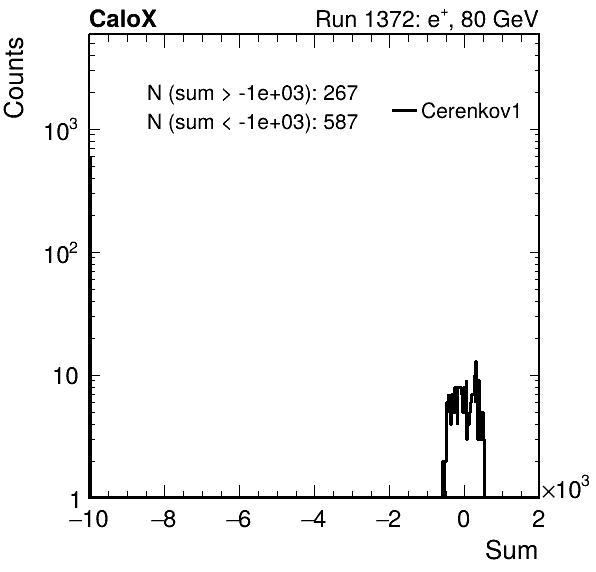 CaloX Run 1372: e⁺, 80 GeV
Counts
N (sum > -1e+03): 267
N (sum < -1e+03): 587
Cerenkov1
10³
10²
10
1
−10 −8 −6 −4 −2 0 2
×10³
Sum